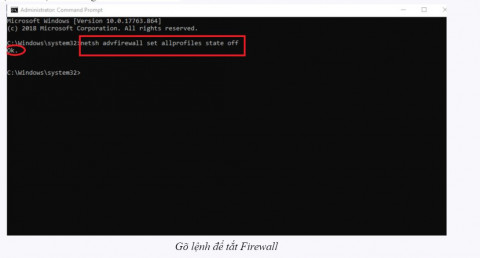 Administrator: Command Prompt
Microsoft Windows [Version 10.0.17763.864]
(c) 2018 Microsoft Corporation. All rights reserved.
C:\Windows\system32>netsh advfirewall set allprofiles state off
Ok.
C:\Windows\system32>
Gõ lệnh để tắt Firewall